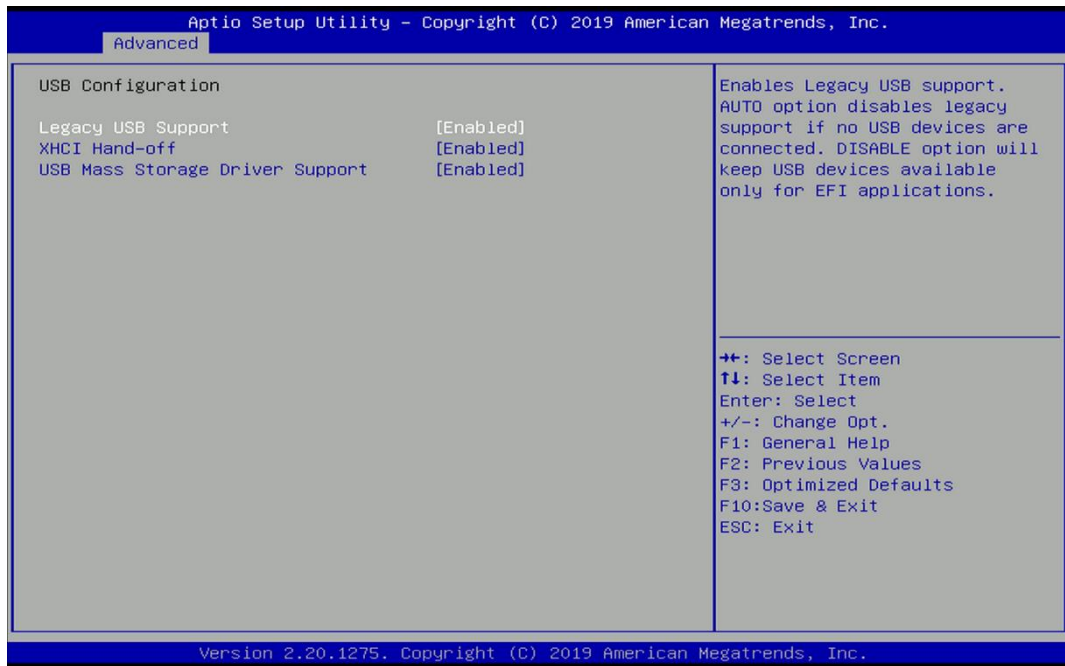 Aptio Setup Utility – Copyright (C) 2019 American Megatrends, Inc.
Advanced
USB Configuration
Legacy USB Support [Enabled]
XHCI Hand-off [Enabled]
USB Mass Storage Driver Support [Enabled]
Enables Legacy USB support.
AUTO option disables legacy
support if no USB devices are
connected. DISABLE option will
keep USB devices available
only for EFI applications.
→←: Select Screen
↑↓: Select Item
Enter: Select
+/-: Change Opt.
F1: General Help
F2: Previous Values
F3: Optimized Defaults
F10:Save & Exit
ESC: Exit
Version 2.20.1275. Copyright (C) 2019 American Megatrends, Inc.